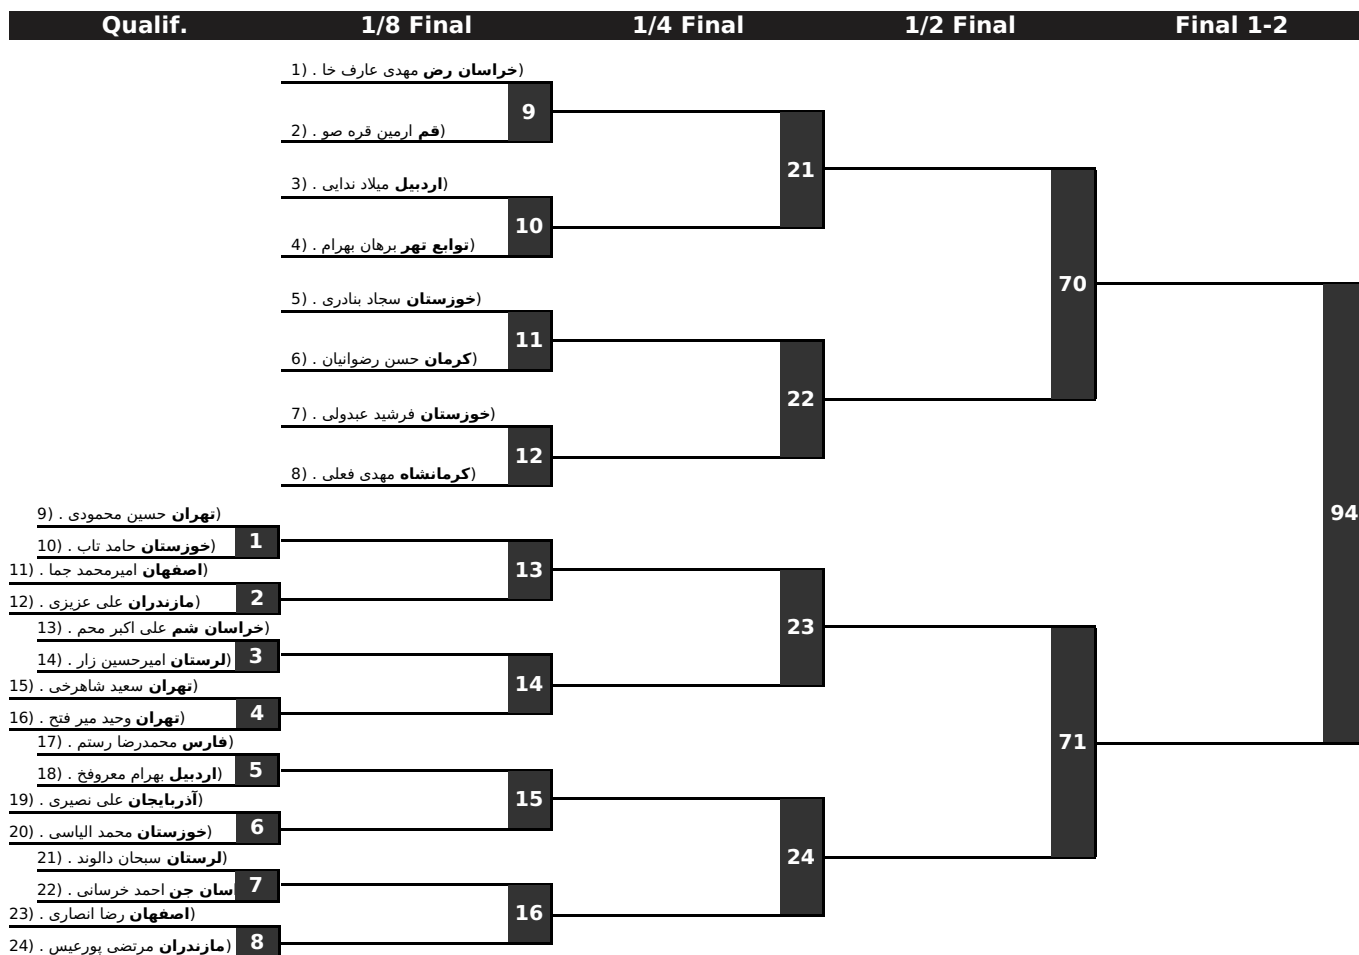 Qualif. 1/8 Final 1/4 Final 1/2 Final Final 1-2
1) . مهدی عارف خا خراسان رض)
9
2) . ارمین قره صو قم)
21
3) . میلاد ندایی اردبیل)
10
4) . برهان بهرام توابع تهر)
70
5) . سجاد بنادری خوزستان)
11
6) . حسن رضوانیان کرمان)
22
7) . فرشید عبدولی خوزستان)
12
8) . مهدی فعلی کرمانشاه)
94
9) . حسین محمودی تهران)
1
10) . حامد تاب خوزستان)
13
11) . امیرمحمد جما اصفهان)
2
12) . علی عزیزی مازندران)
23
13) . علی اکبر محم خراسان شم)
3
14) . امیرحسین زار لرستان)
14
15) . سعید شاهرخی تهران)
4
16) . وحید میر فتح تهران)
71
17) . محمدرضا رستم فارس)
5
18) . بهرام معروفخ اردبیل)
15
19) . علی نصیری آذربایجان)
6
20) . محمد الیاسی خوزستان)
24
21) . سبحان دالوند لرستان)
7
22) . احمد خرسانی اسان جن
16
23) . رضا انصاری اصفهان)
8
24) . مرتضی پورعیس مازندران)